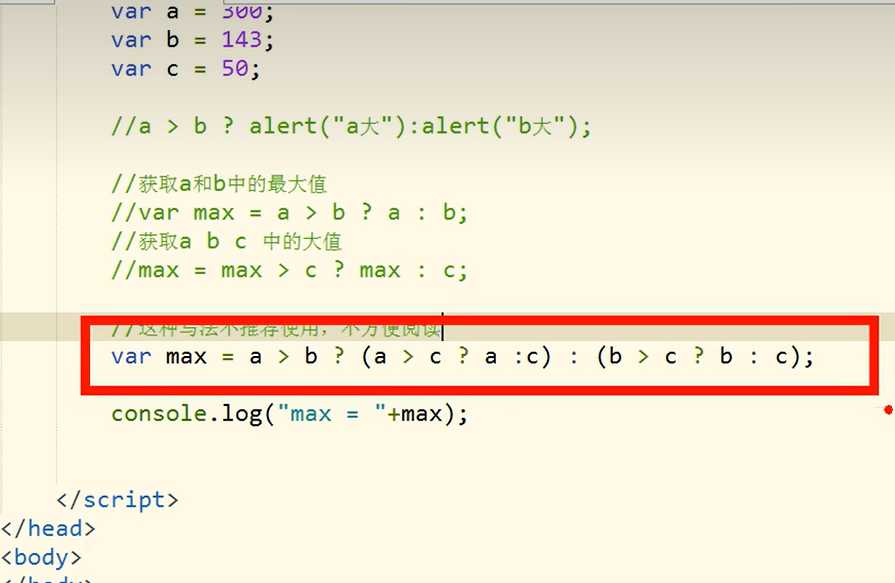 var a = 300;
var b = 143;
var c = 50;
//a > b ? alert("a大"):alert("b大");
//获取a和b中的最大值
//var max = a > b ? a : b;
//获取a b c 中的大值
//max = max > c ? max : c;
//这种写法不推荐使用，不方便阅读
var max = a > b ? (a > c ? a :c) : (b > c ? b : c);
console.log("max = "+max);
</script>
</head>
<body>
</body>